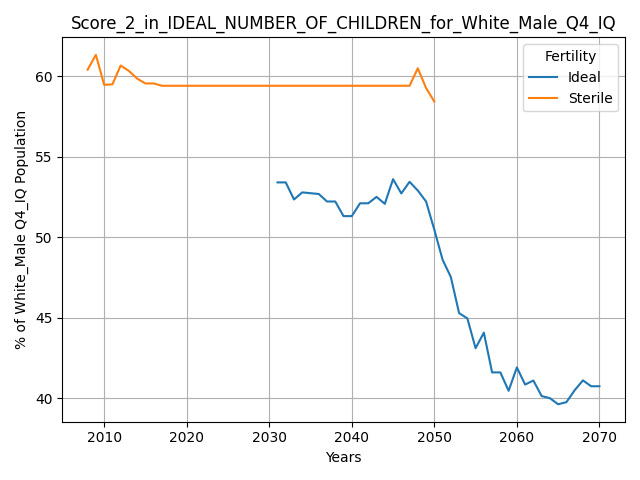 Score_2_in_IDEAL_NUMBER_OF_CHILDREN_for_White_Male_Q4_IQ
Fertility
Ideal
Sterile
% of White_Male Q4_IQ Population
60
55
50
45
40
2010
2020
2030
2040
2050
2060
2070
Years